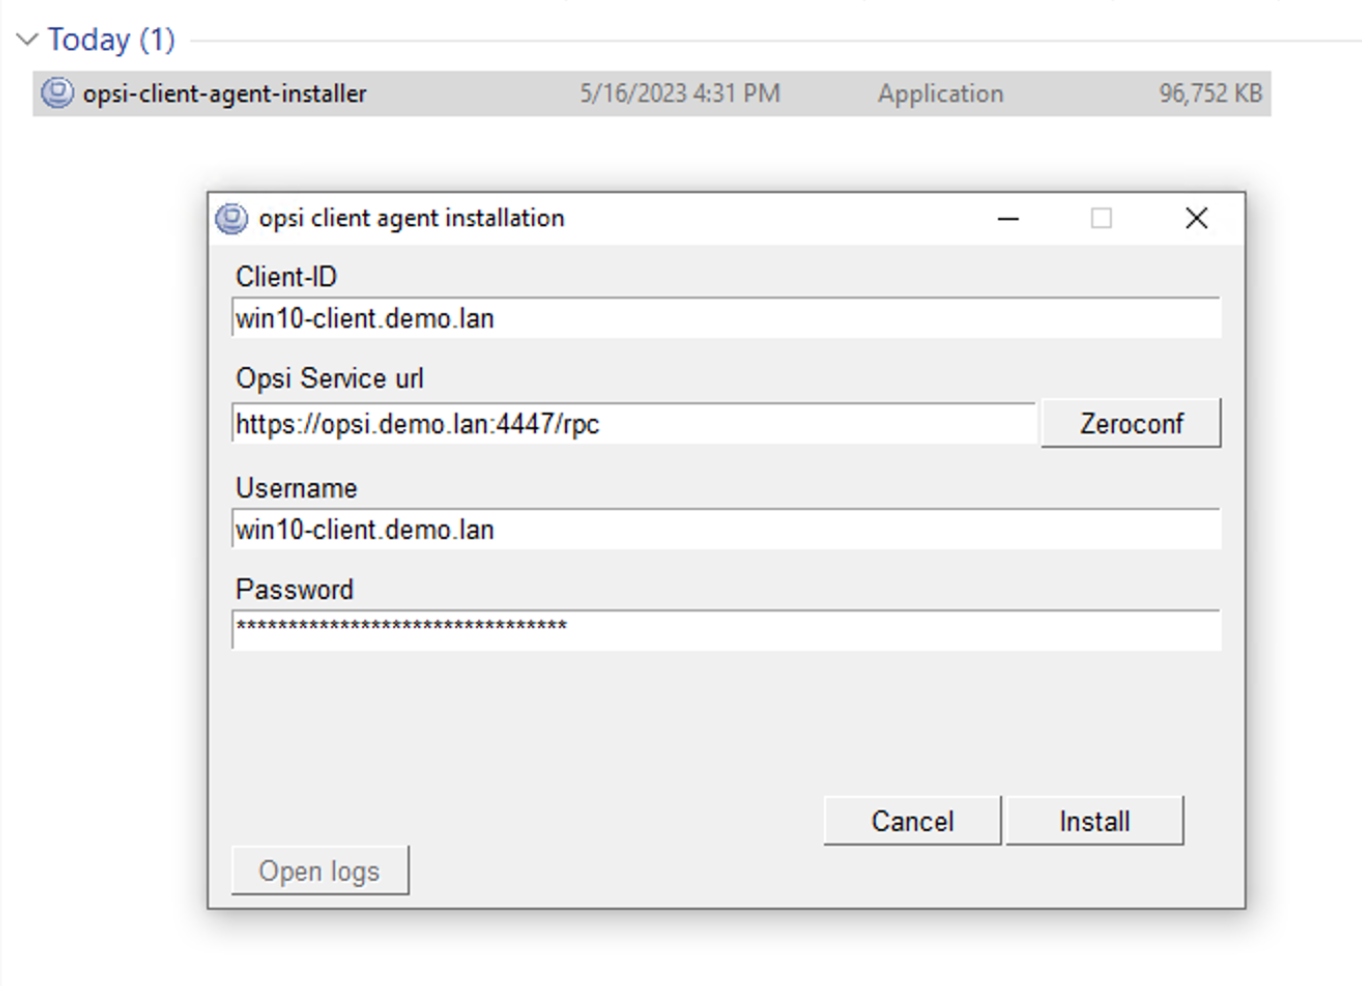 Today (1)
opsi-client-agent-installer 5/16/2023 4:31 PM Application 96,752 KB
opsi client agent installation
Client-ID
win10-client.demo.lan
Opsi Service url
https://opsi.demo.lan:4447/rpc Zeroconf
Username
win10-client.demo.lan
Password
********************************
Cancel Install
Open logs